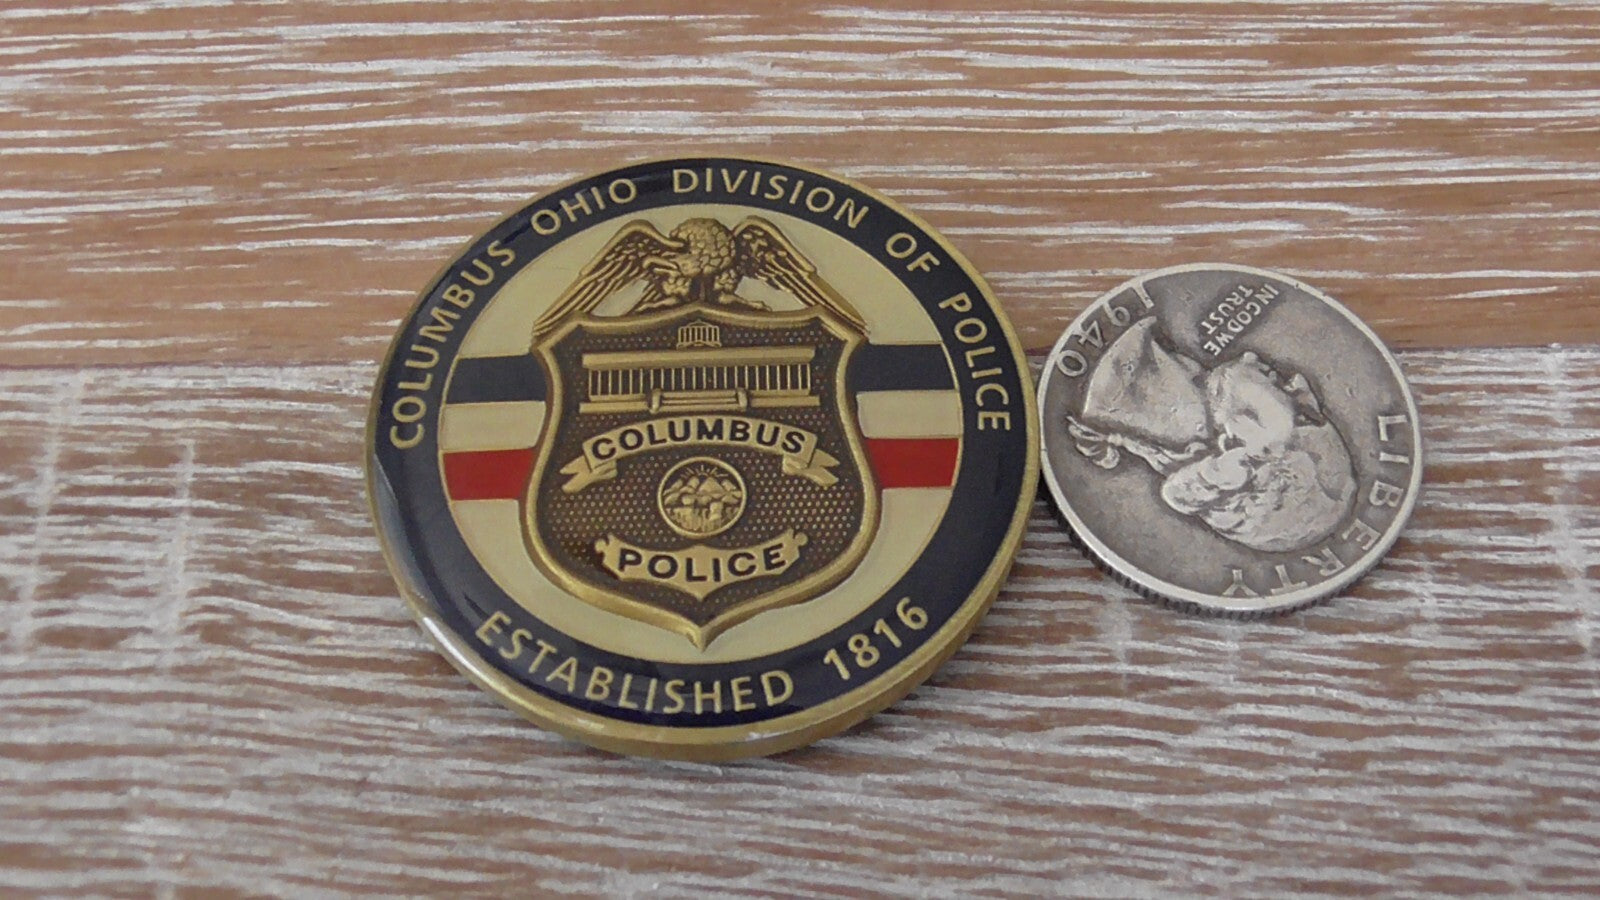 COLUMBUS OHIO DIVISION OF POLICE
COLUMBUS
POLICE
ESTABLISHED 1816
LIBERTY
IN GOD WE
TRUST
1940